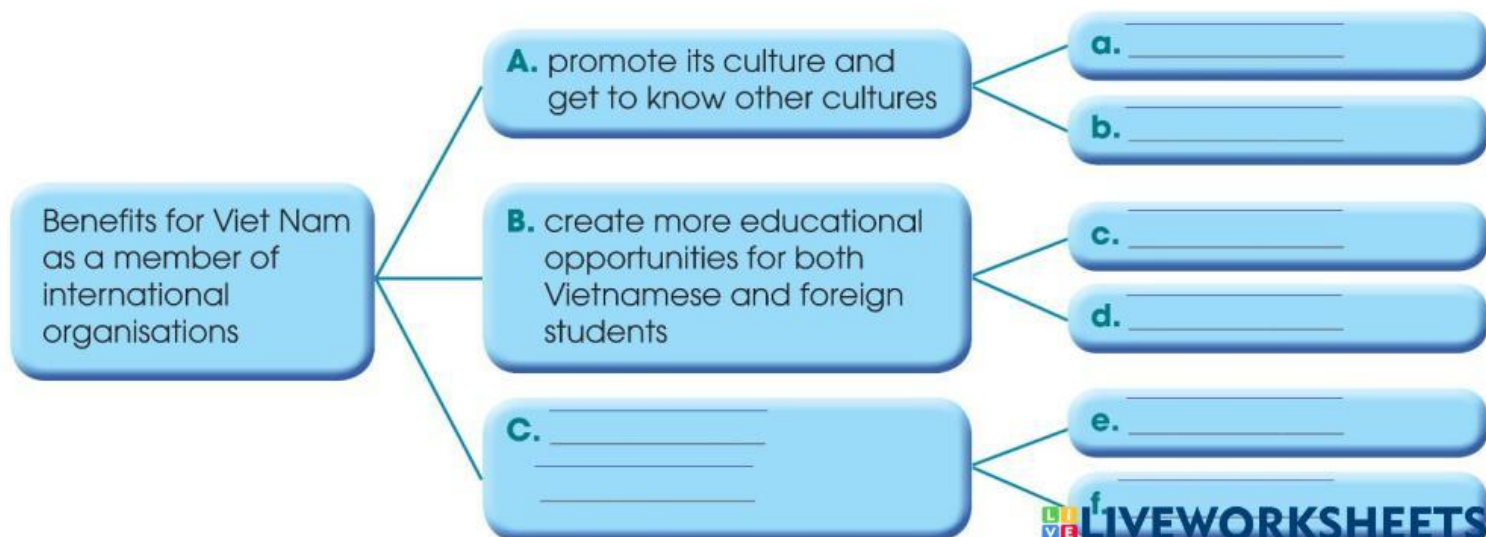 Benefits for Viet Nam
as a member of
international
organisations
A. promote its culture and
get to know other cultures
B. create more educational
opportunities for both
Vietnamese and foreign
students
C.
a.
b.
c.
d.
e.
f.
LIVE LIVEWORKSHEETS